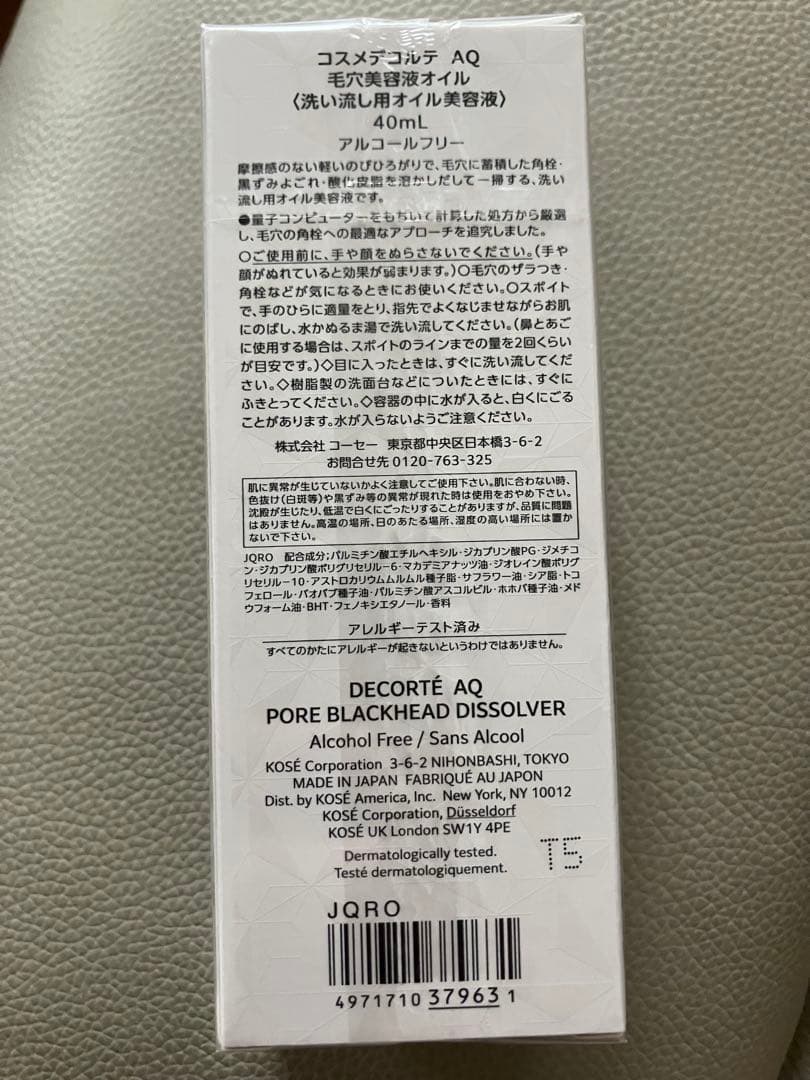 コスメデコルテ AQ
毛穴美容液オイル
〈洗い流し用オイル美容液〉
40mL
アルコールフリー
摩擦感のない軽いのびひろがりで、毛穴に蓄積した角栓・
黒ずみよごれ・酸化皮脂を溶かしだして一掃する、洗い
流し用オイル美容液です。
●量子コンピューターをもちいて計算した処方から厳選
し、毛穴の角栓への最適なアプローチを追究しました。
○ご使用前に、手や顔をぬらさないでください。(手や
顔がぬれていると効果が弱まります。)○毛穴のザラつき・
角栓などが気になるときにお使いください。○スポイト
で、手のひらに適量をとり、指先でよくなじませながらお肌
にのばし、水かぬるま湯で洗い流してください。(鼻とあご
に使用する場合は、スポイトのラインまでの量を2回くらい
が目安です。)◇目に入ったときは、すぐに洗い流してくだ
さい。◇樹脂製の洗面台などについたときには、すぐに
ふきとってください。◇容器の中に水が入ると、白くにごる
ことがあります。水が入らないようご注意ください。
株式会社 コーセー 東京都中央区日本橋3-6-2
お問合せ先 0120-763-325
肌に異常が生じていないかよく注意してご使用下さい。肌に合わない時、
色抜け(白斑等)や黒ずみ等の異常が現れた時は使用をおやめ下さい。
沈殿が生じたり、低温で白くにごったりすることがありますが、品質に問題
はありません。高温の場所、日のあたる場所、湿度の高い場所には置か
ないで下さい。
JQRO 配合成分;パルミチン酸エチルヘキシル・ジカプリン酸PG・ジメチコ
ン・ジカプリン酸ポリグリセリル-6・マカデミアナッツ油・ジオレイン酸ポリグ
リセリル-10・アストロカリウムムルムル種子脂・サフラワー油・シア脂・トコ
フェロール・バオバブ種子油・パルミチン酸アスコルビル・ホホバ種子油・メド
ウフォーム油・BHT・フェノキシエタノール・香料
アレルギーテスト済み
すべてのかたにアレルギーが起きないというわけではありません。
DECORTÉ AQ
PORE BLACKHEAD DISSOLVER
Alcohol Free / Sans Alcool
KOSÉ Corporation 3-6-2 NIHONBASHI, TOKYO
MADE IN JAPAN FABRIQUÉ AU JAPON
Dist. by KOSÉ America, Inc. New York, NY 10012
KOSÉ Corporation, Düsseldorf
KOSÉ UK London SW1Y 4PE
Dermatologically tested.
Testé dermatologiquement.
T5
JQRO
4971710 37963 1